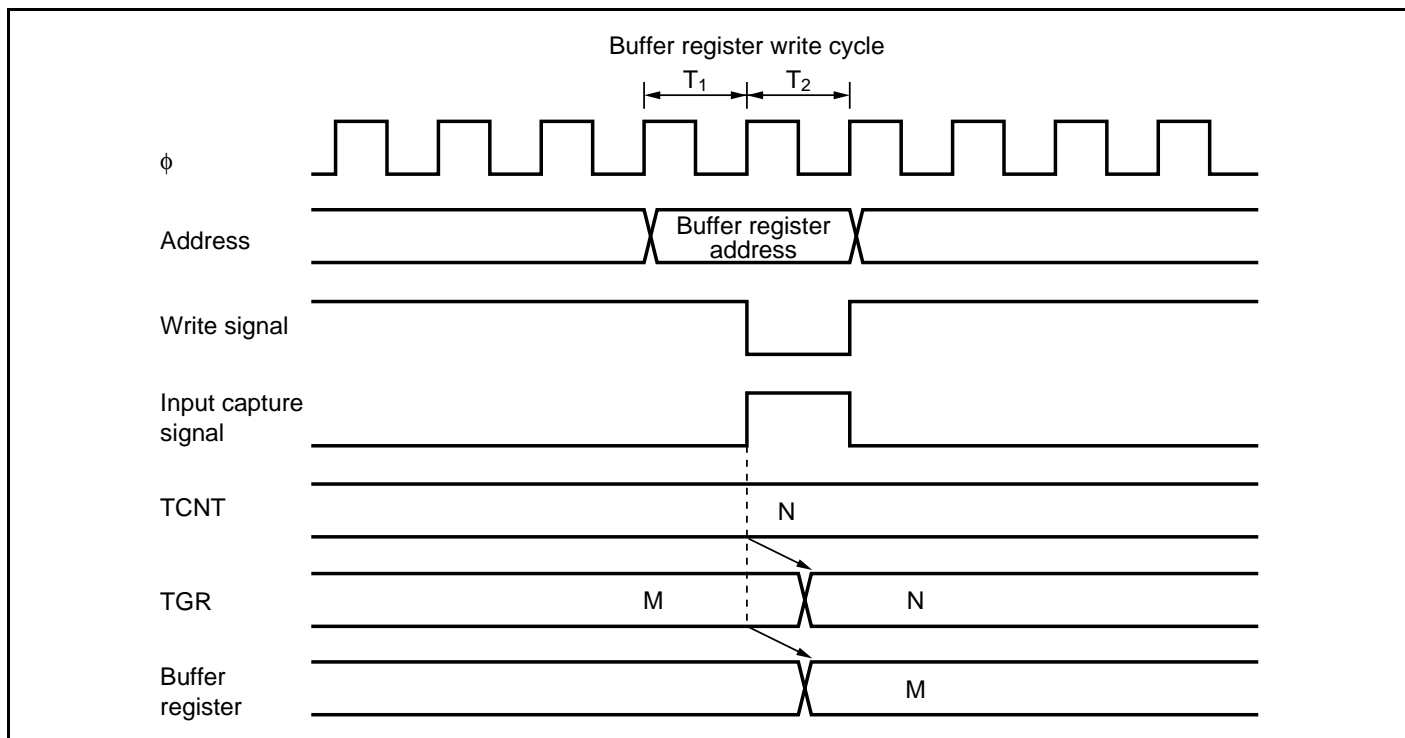 Buffer register write cycle
T1 T2
ϕ
Address
Buffer register
address
Write signal
Input capture
signal
TCNT
N
TGR
M N
Buffer
register
M